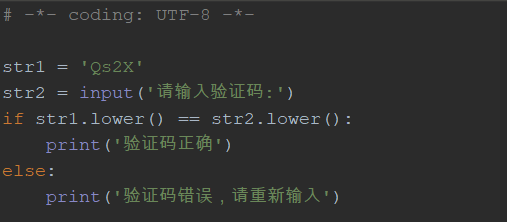 # -*- coding: UTF-8 -*-
str1 = 'Qs2X'
str2 = input('请输入验证码:')
if str1.lower() == str2.lower():
    print('验证码正确')
else:
    print('验证码错误，请重新输入')